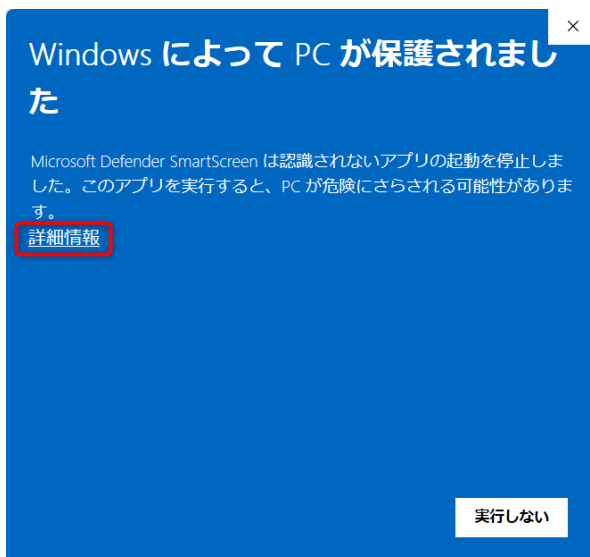 Windows によって PC が保護されまし
た
Microsoft Defender SmartScreen は認識されないアプリの起動を停止しま
した。このアプリを実行すると、PC が危険にさらされる可能性がありま
す。
詳細情報
実行しない